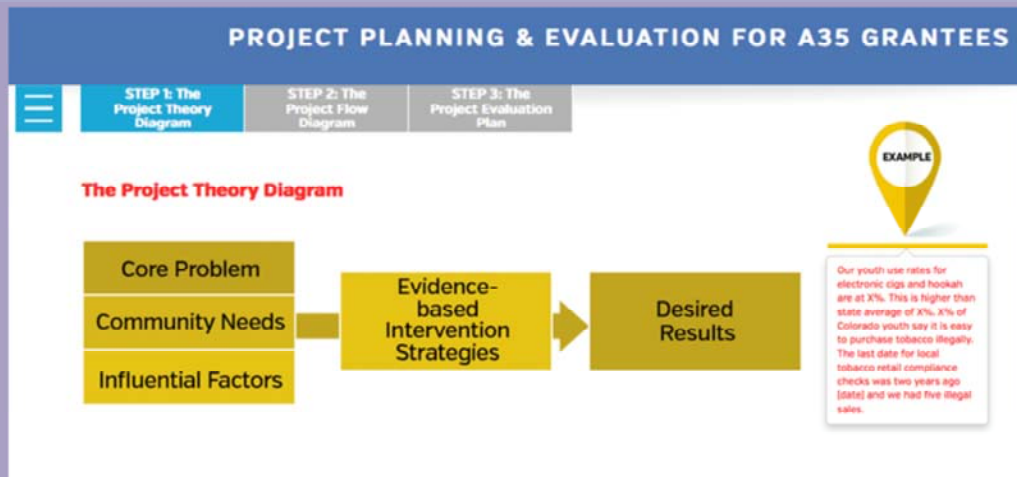 PROJECT PLANNING & EVALUATION FOR A35 GRANTEES
STEP 1: The
Project Theory
Diagram
STEP 2: The
Project Flow
Diagram
STEP 3: The
Project Evaluation
Plan
The Project Theory Diagram
Core Problem
Community Needs
Influential Factors
Evidence-
based
Intervention
Strategies
Desired
Results
EXAMPLE
Our youth use rates for
electronic cigs and hookah
are at X%. This is higher than
state average of X%. X% of
Colorado youth say it is easy
to purchase tobacco illegally.
The last date for local
tobacco retail compliance
checks was two years ago
[date] and we had five illegal
sales.